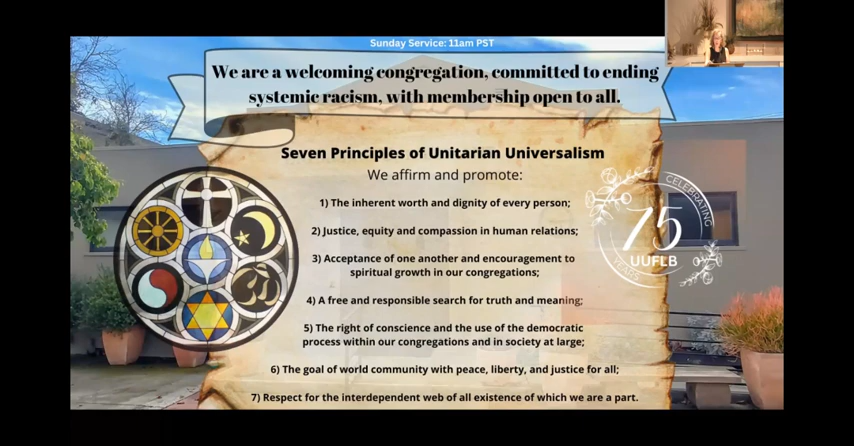 Sunday Service: 11am PST
We are a welcoming congregation, committed to ending
systemic racism, with membership open to all.
Seven Principles of Unitarian Universalism
We affirm and promote:
1) The inherent worth and dignity of every person;
2) Justice, equity and compassion in human relations;
3) Acceptance of one another and encouragement to
spiritual growth in our congregations;
4) A free and responsible search for truth and meaning;
5) The right of conscience and the use of the democratic
process within our congregations and in society at large;
6) The goal of world community with peace, liberty, and justice for all;
7) Respect for the interdependent web of all existence of which we are a part.
CELEBRATING
75
UUFLB
YEARS